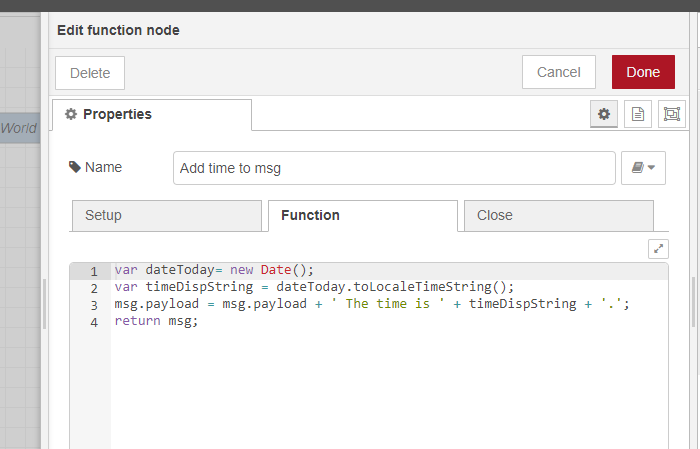 Edit function node
Delete
Cancel
Done
Properties
World
Name
Add time to msg
Setup
Function
Close
1 var dateToday= new Date();
2 var timeDispString = dateToday.toLocaleTimeString();
3 msg.payload = msg.payload + ' The time is ' + timeDispString + '.';
4 return msg;